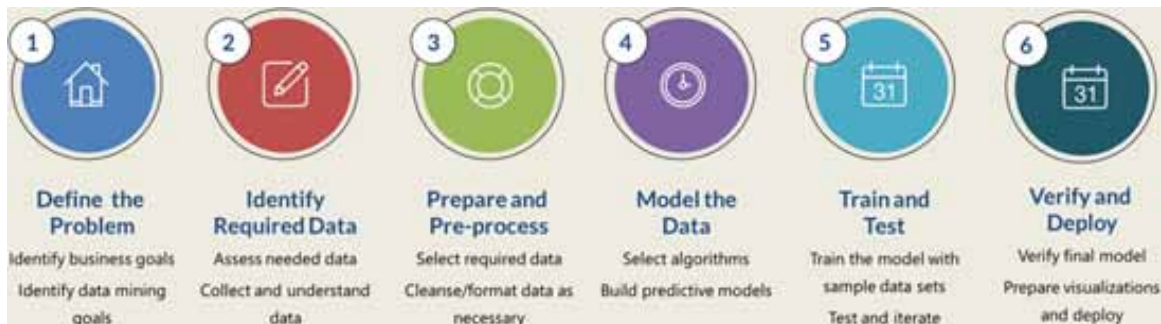 1
Define the
Problem
Identify business goals
Identify data mining
goals
2
Identify
Required Data
Assess needed data
Collect and understand
data
3
Prepare and
Pre-process
Select required data
Cleanse/format data as
necessary
4
Model the
Data
Select algorithms
Build predictive models
5
31
Train and
Test
Train the model with
sample data sets
Test and iterate
6
31
Verify and
Deploy
Verify final model
Prepare visualizations
and deploy